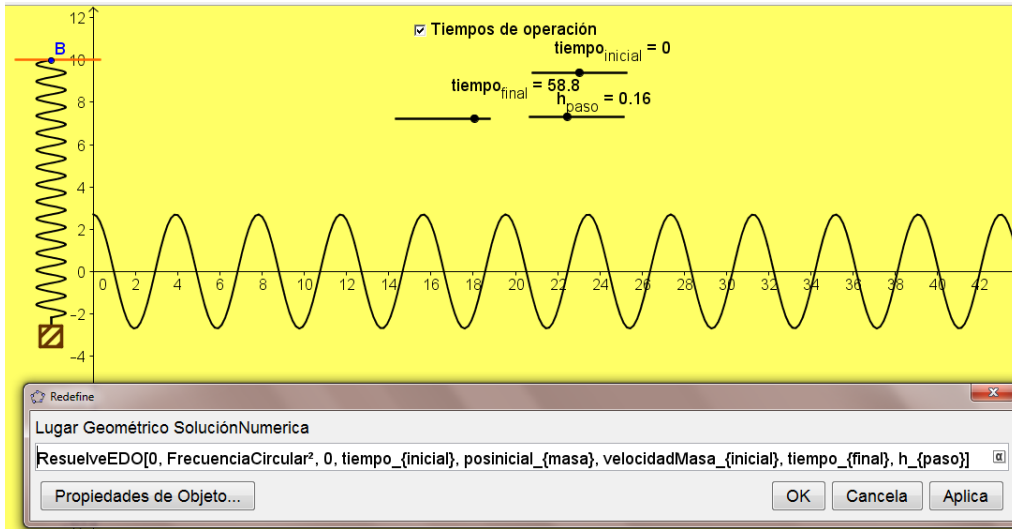 12
B
10
8
6
4
2
0
-2
-4
☑ Tiempos de operación
tiempo_inicial = 0
tiempo_final = 58.8
h_paso = 0.16
0 2 4 6 8 10 12 14 16 18 20 22 24 26 28 30 32 34 36 38 40 42
Redefine
Lugar Geométrico SoluciónNumerica
ResuelveEDO[0, FrecuenciaCircular², 0, tiempo_{inicial}, posinicial_{masa}, velocidadMasa_{inicial}, tiempo_{final}, h_{paso}]
α
Propiedades de Objeto...
OK Cancela Aplica